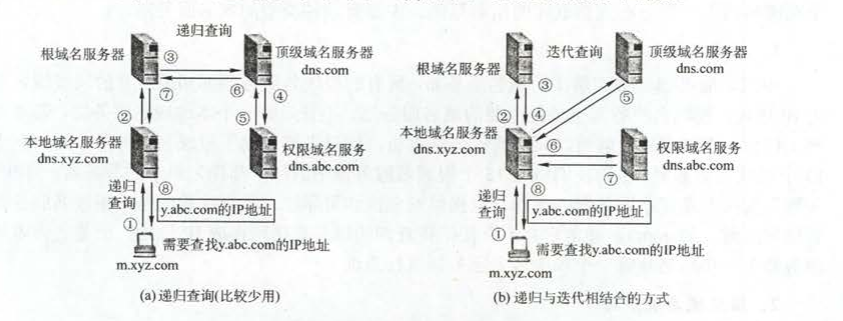 递归查询
根域名服务器
③
顶级域名服务器
dns.com
⑦
⑥
④
②
⑤
本地域名服务器
dns.xyz.com
权限域名服务
dns.abc.com
递归
查询
⑧
y.abc.com的IP地址
①
需要查找y.abc.com的IP地址
m.xyz.com
(a) 递归查询(比较少用)
迭代查询
根域名服务器
顶级域名服务器
dns.com
③
②
④
⑤
本地域名服务器
dns.xyz.com
⑥
权限域名服务
dns.abc.com
⑦
递归
查询
⑧
y.abc.com的IP地址
①
需要查找y.abc.com的IP地址
m.xyz.com
(b) 递归与迭代相结合的方式